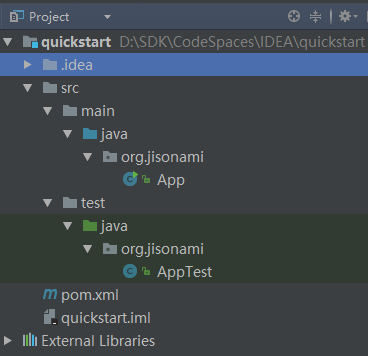 Project
quickstart D:\SDK\CodeSpaces\IDEA\quickstart
.idea
src
main
java
org.jisonami
App
test
java
org.jisonami
AppTest
pom.xml
quickstart.iml
External Libraries